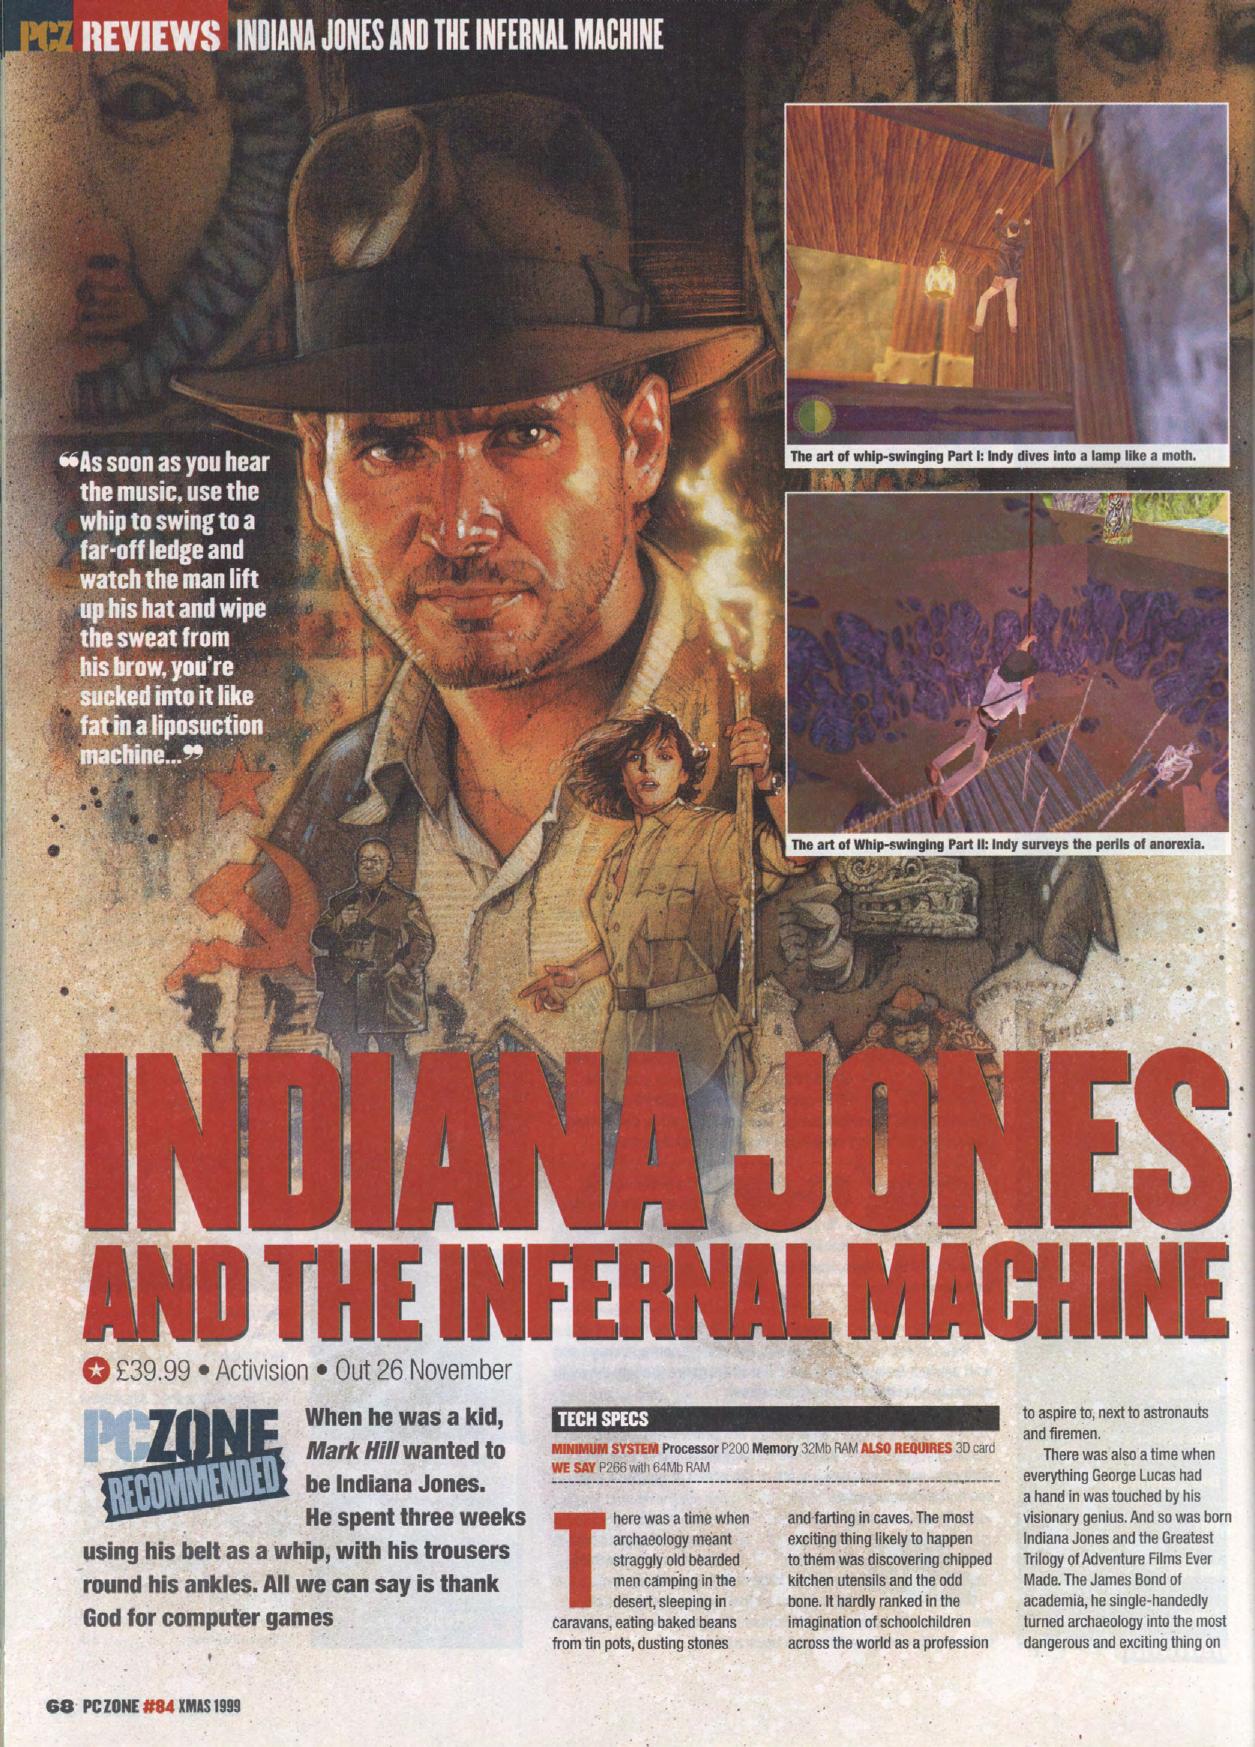 PCZ REVIEWS INDIANA JONES AND THE INFERNAL MACHINE
The art of whip-swinging Part I: Indy dives into a lamp like a moth.
“As soon as you hear
the music, use the
whip to swing to a
far-off ledge and
watch the man lift
up his hat and wipe
the sweat from
his brow, you're
sucked into it like
fat in a liposuction
machine...”
The art of Whip-swinging Part II: Indy surveys the perils of anorexia.
INDIANA JONES
AND THE INFERNAL MACHINE
£39.99 • Activision • Out 26 November
PCZONE
RECOMMENDED
When he was a kid,
Mark Hill wanted to
be Indiana Jones.
He spent three weeks
using his belt as a whip, with his trousers
round his ankles. All we can say is thank
God for computer games
TECH SPECS
MINIMUM SYSTEM Processor P200 Memory 32Mb RAM ALSO REQUIRES 3D card
WE SAY P266 with 64Mb RAM
There was a time when
archaeology meant
straggly old bearded
men camping in the
desert, sleeping in
caravans, eating baked beans
from tin pots, dusting stones
and farting in caves. The most
exciting thing likely to happen
to them was discovering chipped
kitchen utensils and the odd
bone. It hardly ranked in the
imagination of schoolchildren
across the world as a profession
to aspire to, next to astronauts
and firemen.
There was also a time when
everything George Lucas had
a hand in was touched by his
visionary genius. And so was born
Indiana Jones and the Greatest
Trilogy of Adventure Films Ever
Made. The James Bond of
academia, he single-handedly
turned archaeology into the most
dangerous and exciting thing on
68 PCZONE #84 XMAS 1999